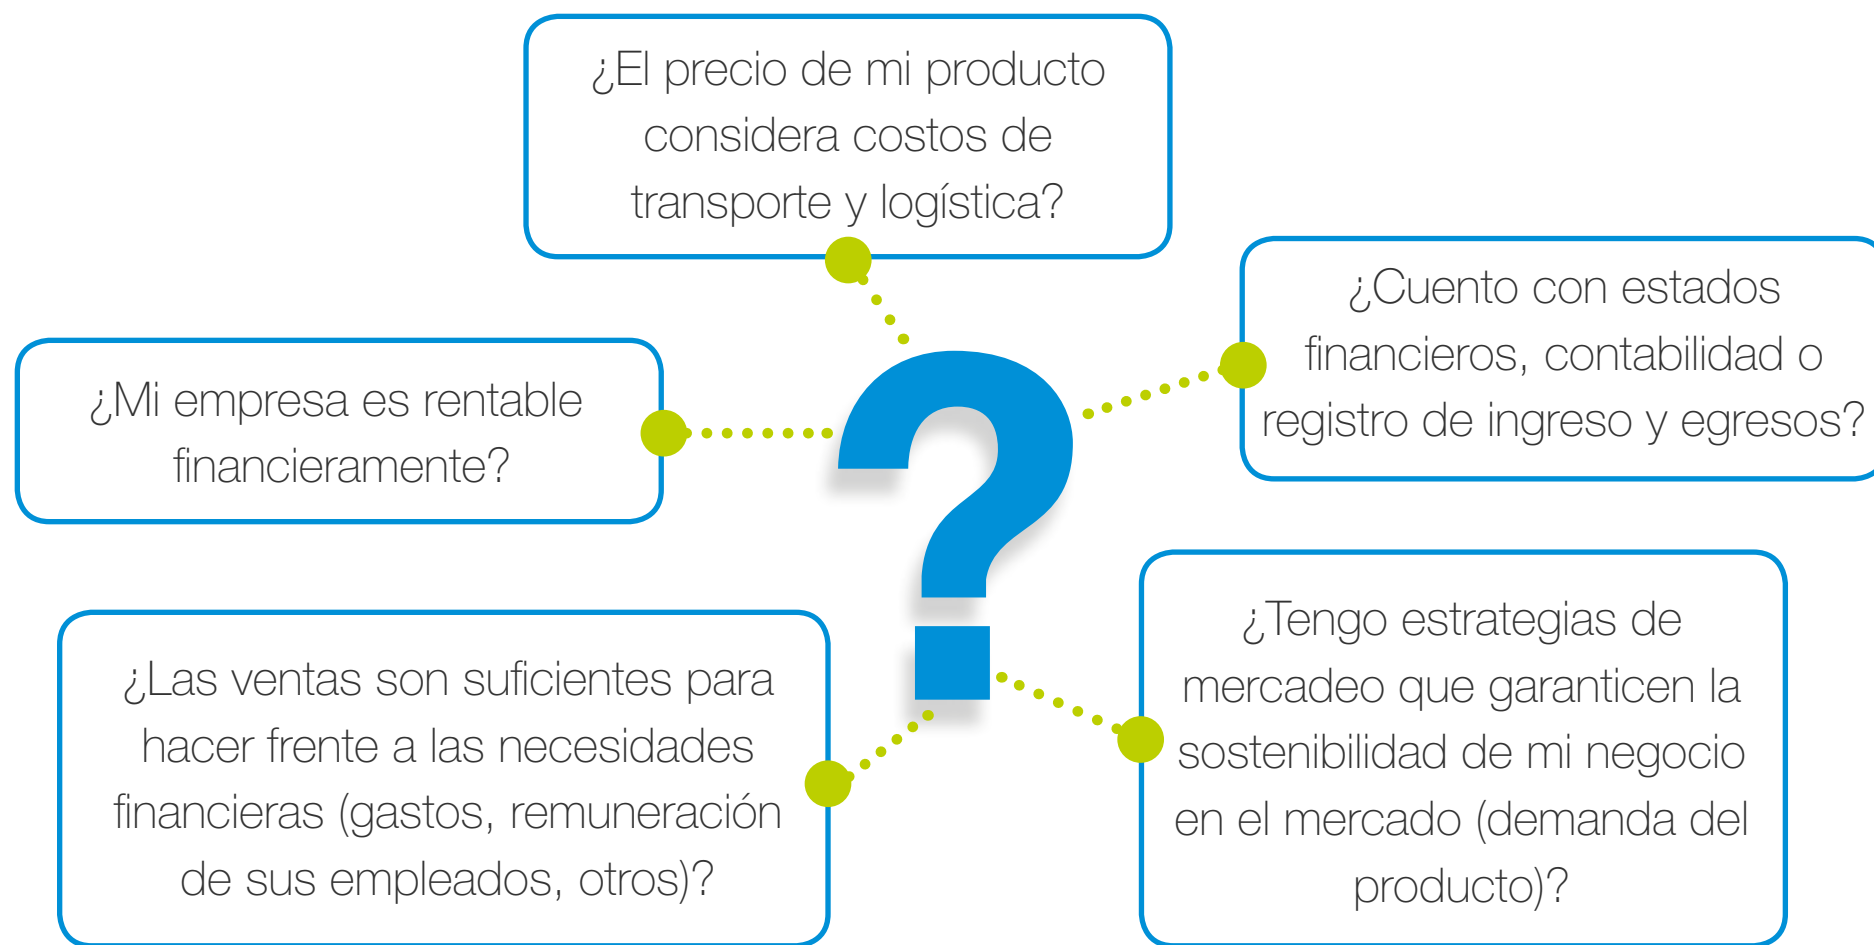 ¿El precio de mi producto
considera costos de
transporte y logística?
¿Cuento con estados
financieros, contabilidad o
registro de ingreso y egresos?
¿Mi empresa es rentable
financieramente?
?
¿Tengo estrategias de
mercadeo que garanticen la
sostenibilidad de mi negocio
en el mercado (demanda del
producto)?
¿Las ventas son suficientes para
hacer frente a las necesidades
financieras (gastos, remuneración
de sus empleados, otros)?